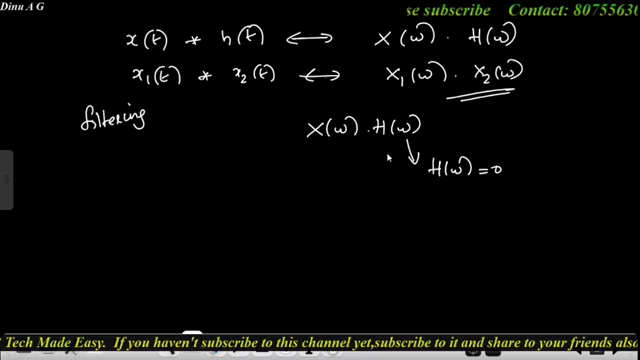 Dinu A G
se subscribe Contact: 80755630
x(t) * h(t) ⟷ X(ω) · H(ω)
x₁(t) * x₂(t) ⟷ X₁(ω) · X₂(ω)
filtering
X(ω) · H(ω)
H(ω) = 0
Tech Made Easy. If you haven't subscribe to this channel yet,subscribe to it and share to your friends also